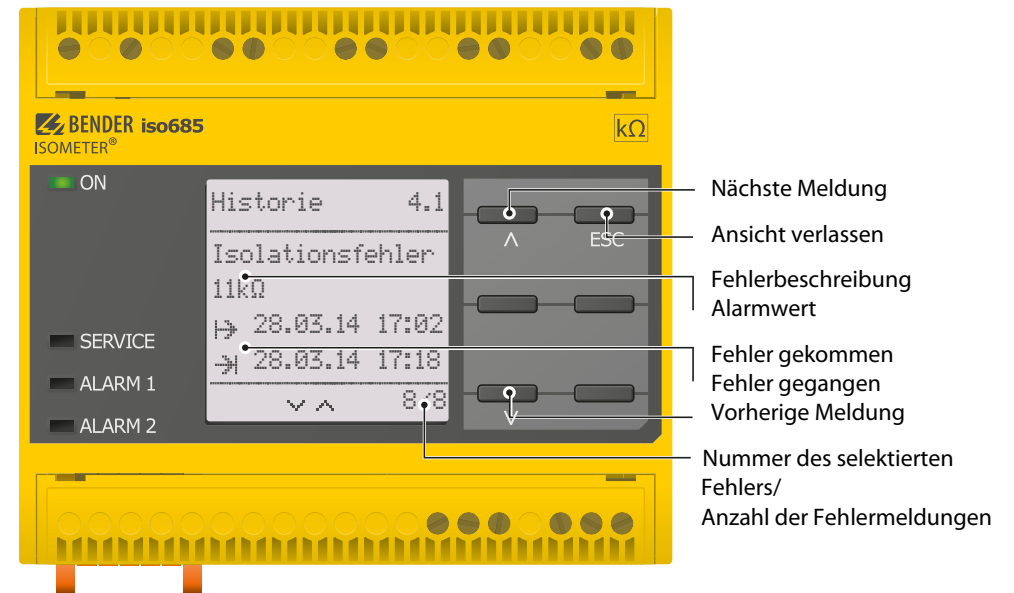 BENDER iso685
ISOMETER®
kΩ
ON
SERVICE
ALARM 1
ALARM 2
Historie 4.1
Isolationsfehler
11kΩ
28.03.14 17:02
28.03.14 17:18
8/8
ESC
Nächste Meldung
Ansicht verlassen
Fehlerbeschreibung
Alarmwert
Fehler gekommen
Fehler gegangen
Vorherige Meldung
Nummer des selektierten
Fehlers/
Anzahl der Fehlermeldungen